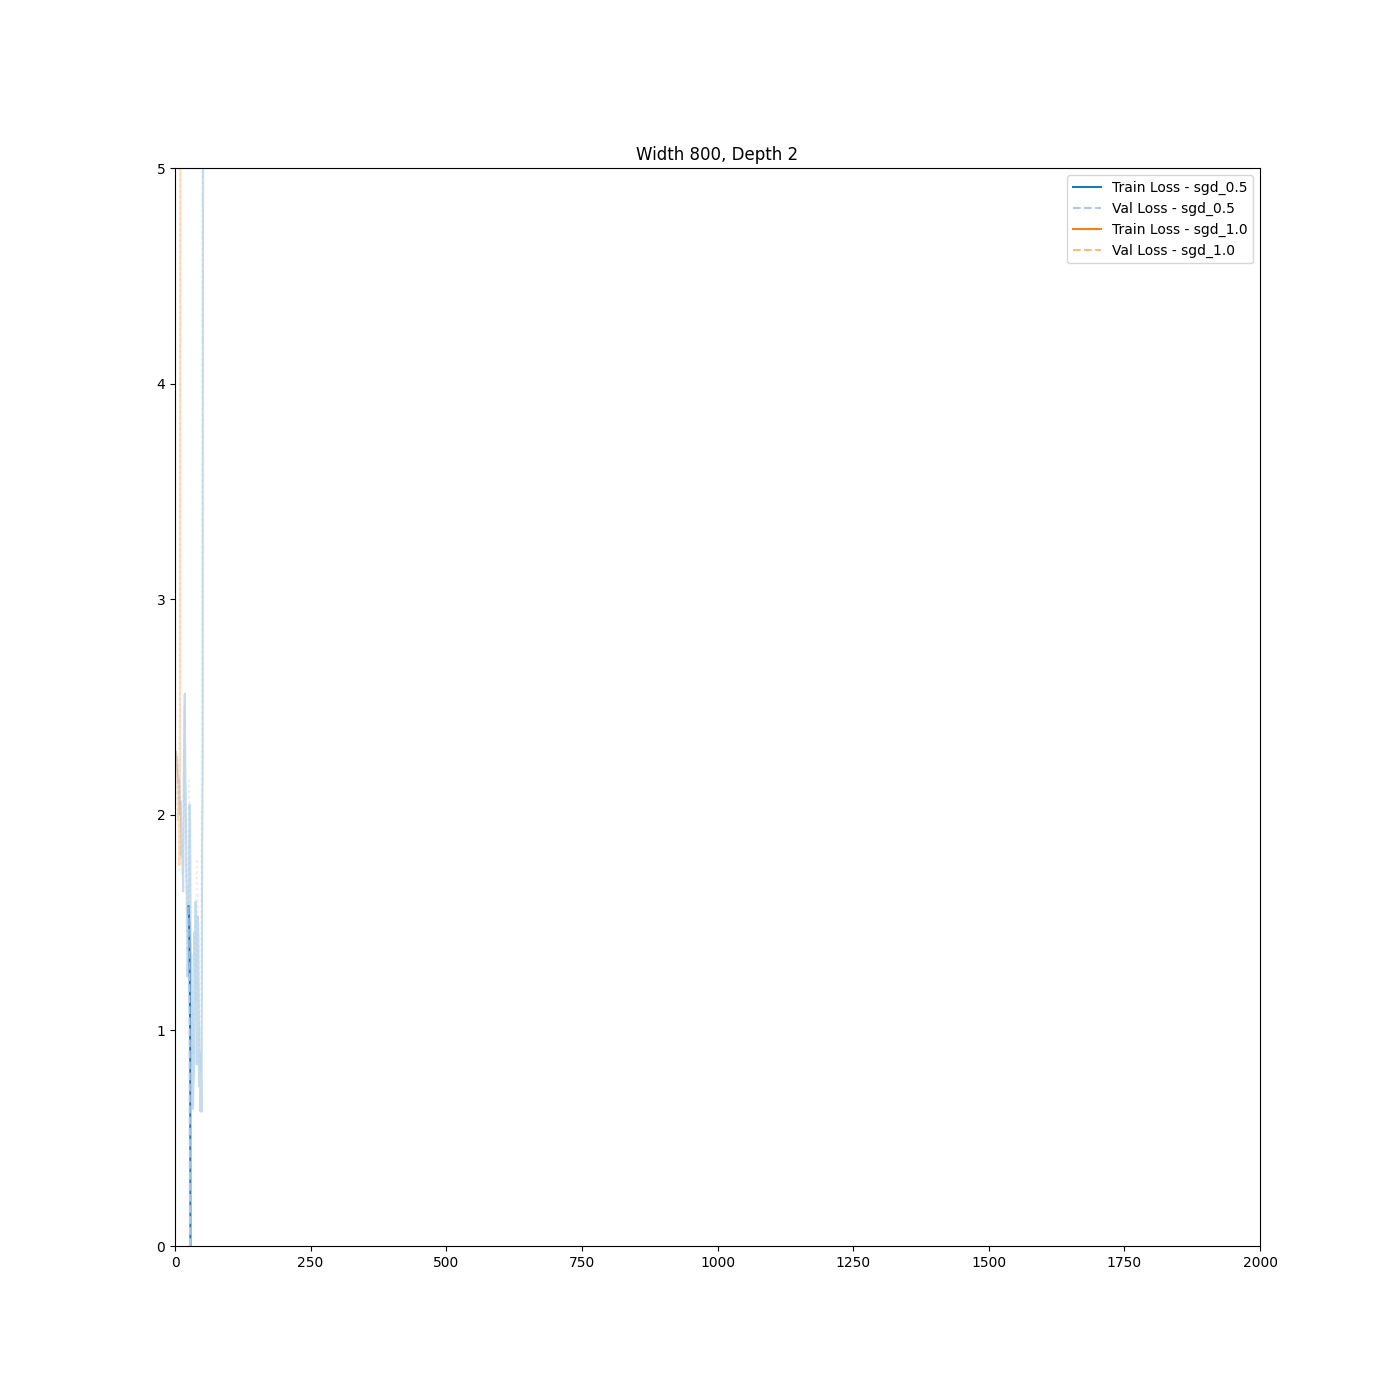 Width 800, Depth 2
5
4
3
2
1
0
Train Loss - sgd_0.5
Val Loss - sgd_0.5
Train Loss - sgd_1.0
Val Loss - sgd_1.0
0 250 500 750 1000 1250 1500 1750 2000